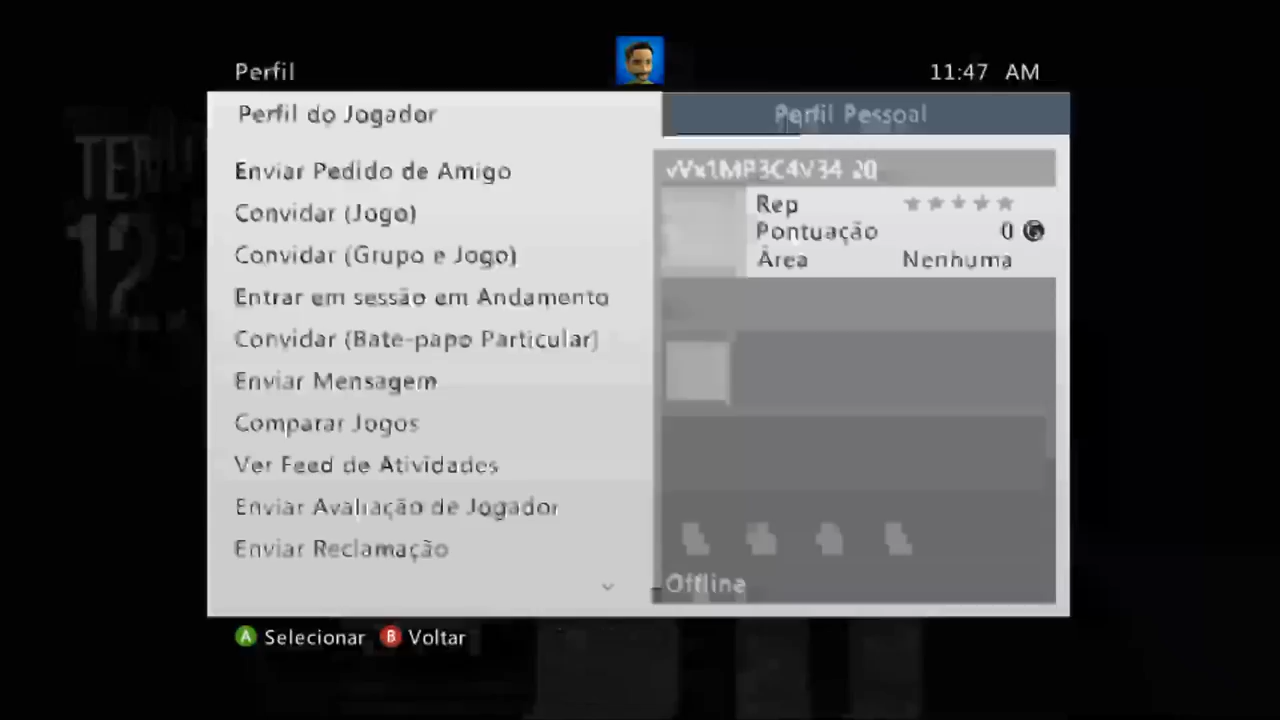 Perfil
11:47 AM
Perfil do Jogador
Perfil Pessoal
Enviar Pedido de Amigo
Convidar (Jogo)
Convidar (Grupo e Jogo)
Entrar em sessão em Andamento
Convidar (Bate-papo Particular)
Enviar Mensagem
Comparar Jogos
Ver Feed de Atividades
Enviar Avaliação de Jogador
Enviar Reclamação
Rep
Pontuação 0 G
Área Nenhuma
Offline
A Selecionar B Voltar